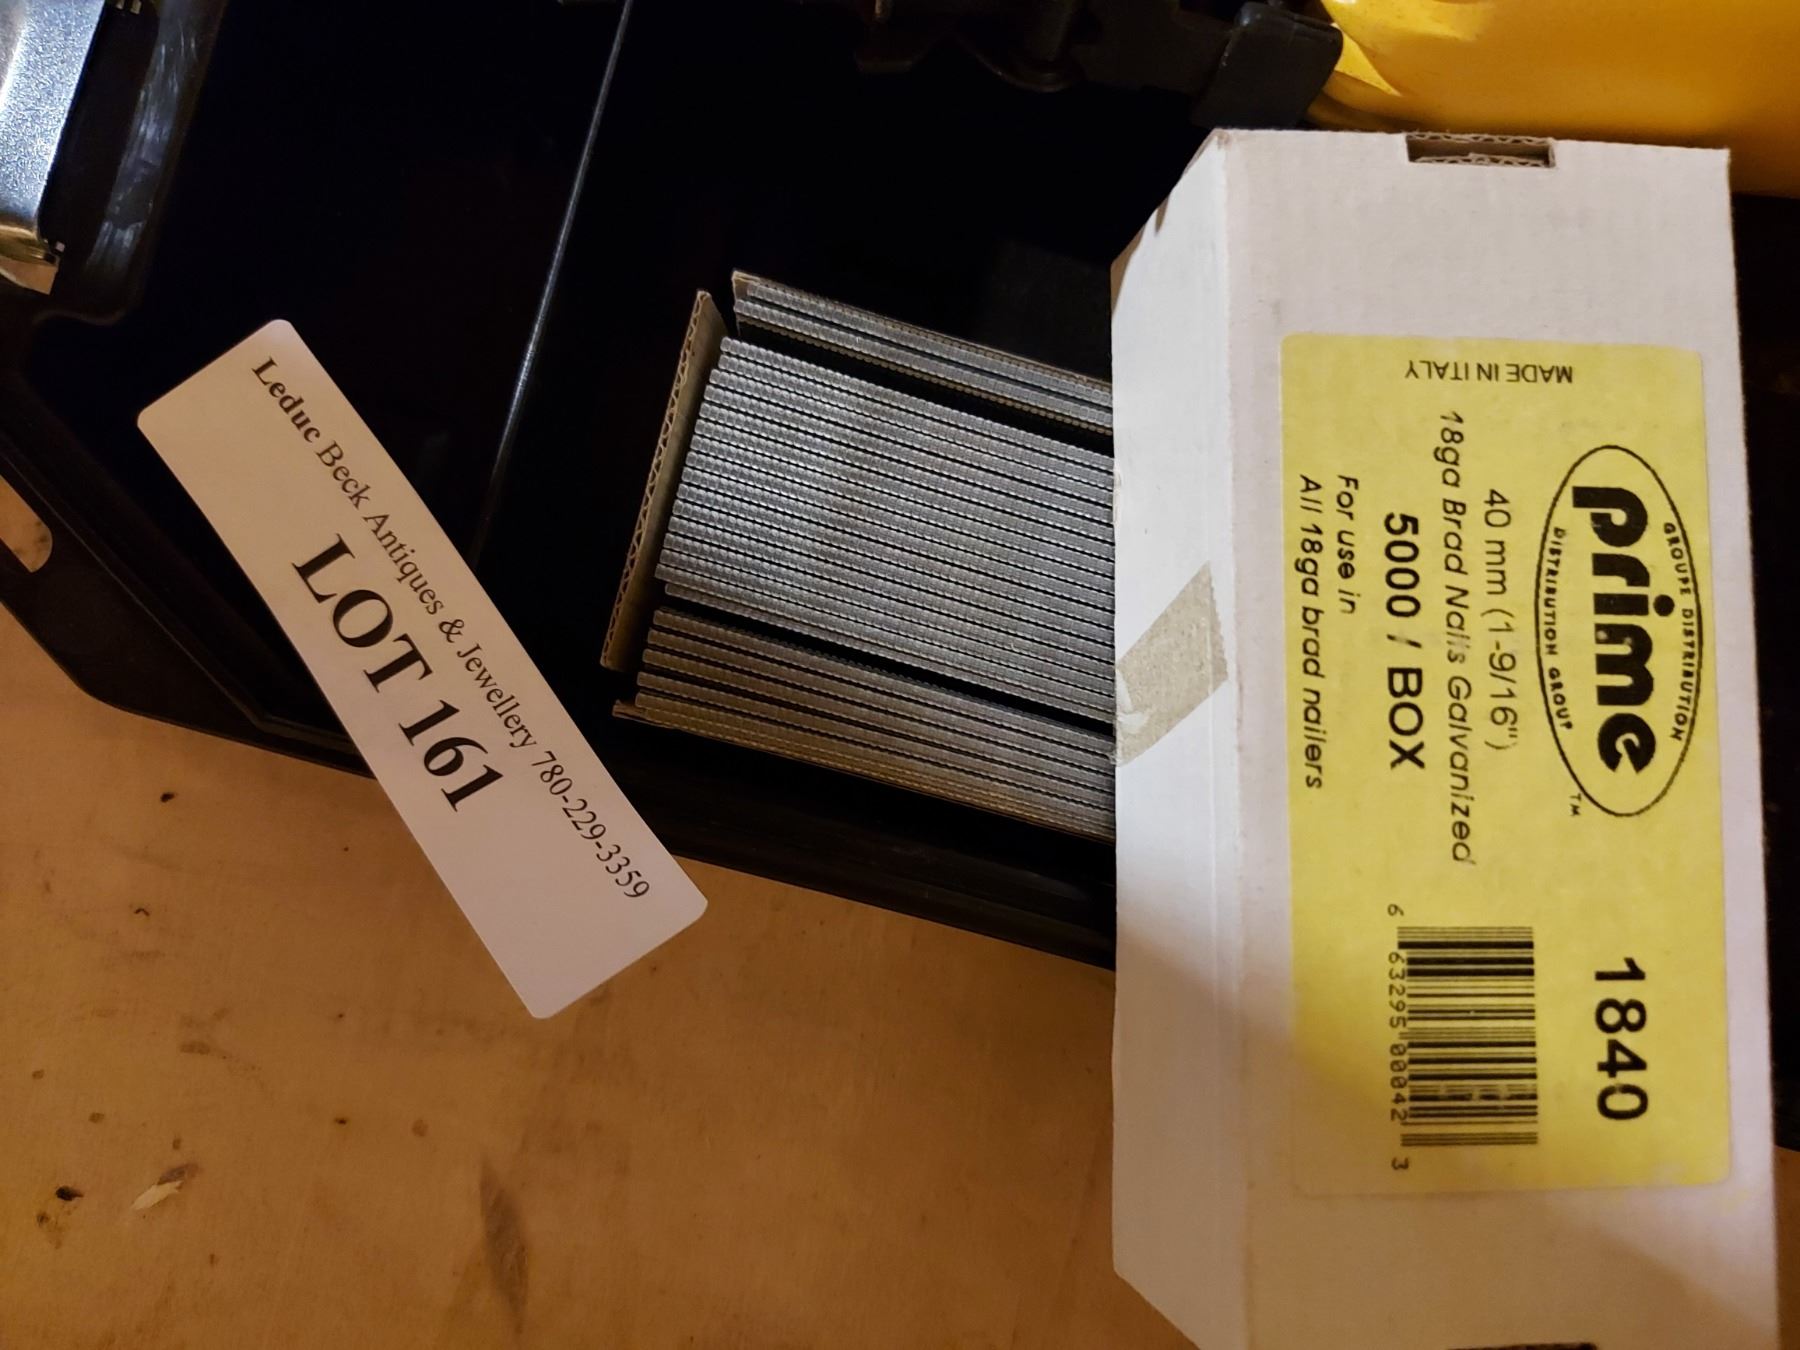 Leduc Beck Antiques & Jewellery 780-229-3359
LOT 161
GROUPE DISTRIBUTION
prime
DISTRIBUTION GROUP
TM
1840
40 mm (1-9/16")
18ga Brad Nails Galvanized
5000 / BOX
For use in
All 18ga brad nailers
MADE IN ITALY
6 63295 00042 3